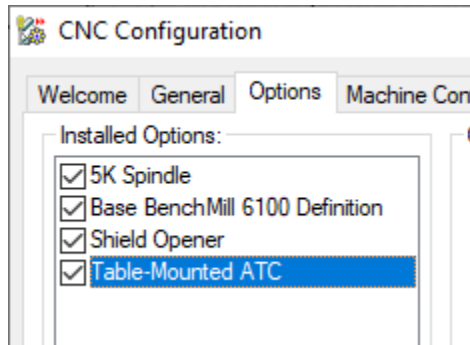 CNC Configuration
Welcome General Options Machine
Installed Options:
5K Spindle
Base BenchMill 6100 Definition
Shield Opener
Table-Mounted ATC